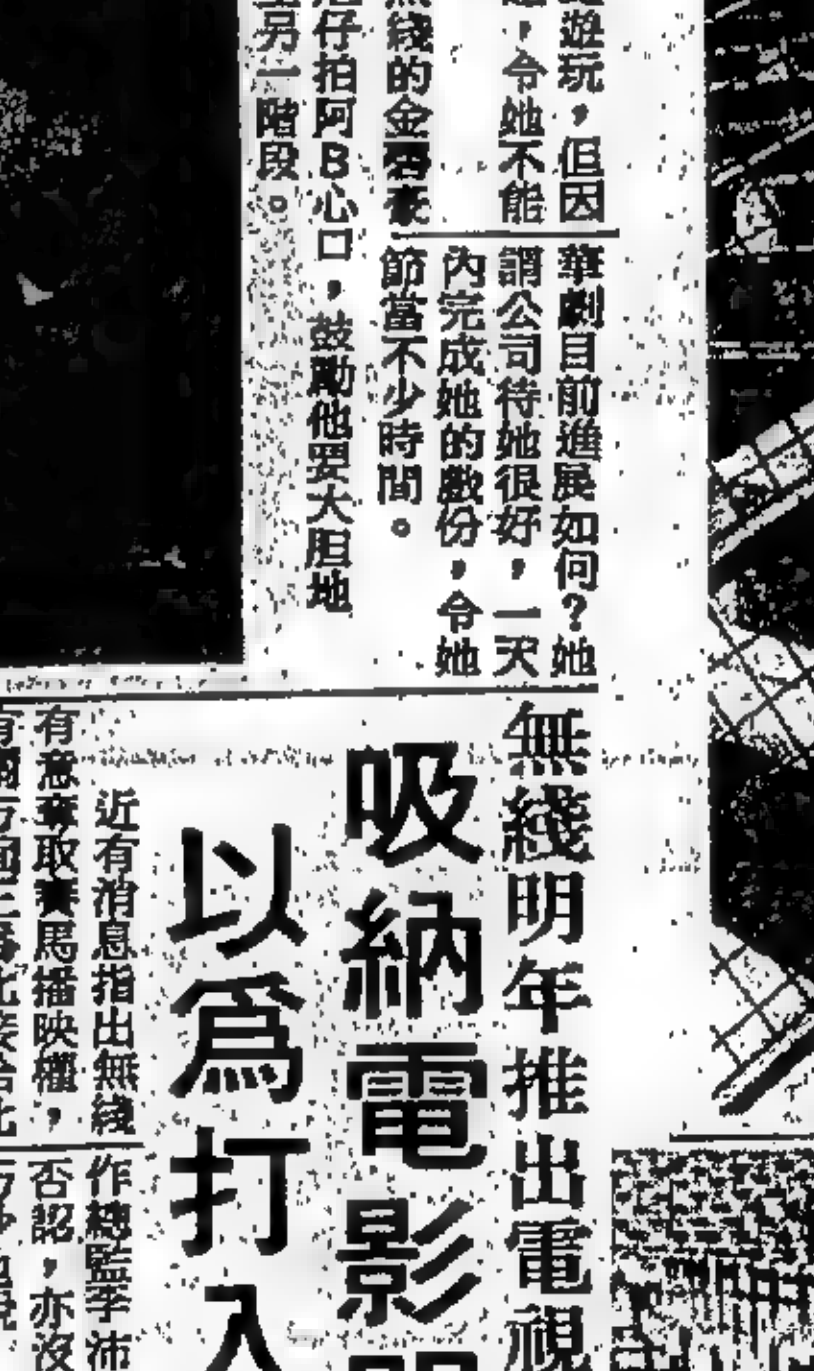 遊玩，但因
，令她不能
綫的金
仔拍阿B心口，鼓勵他要大胆地
另一階段。
華劇目前進展如何？她
謂公司待她很好，一天
內完成她的戲份，令她
節當不少時間。
無綫明年推出電視
吸納電影
以爲打入
近有消息指出無綫
有意奪取賽馬播映權，
作總監李沛
否認，亦沒